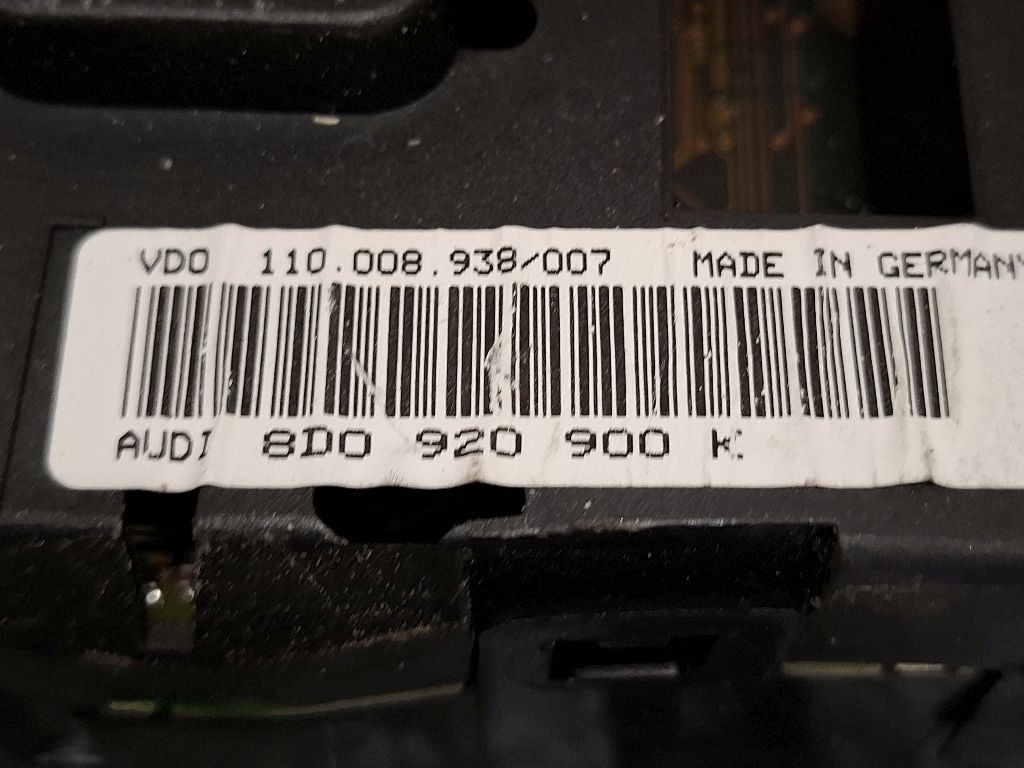 VDO 110.008.938/007 MADE IN GERMANY
AUDI 8D0 920 900 K